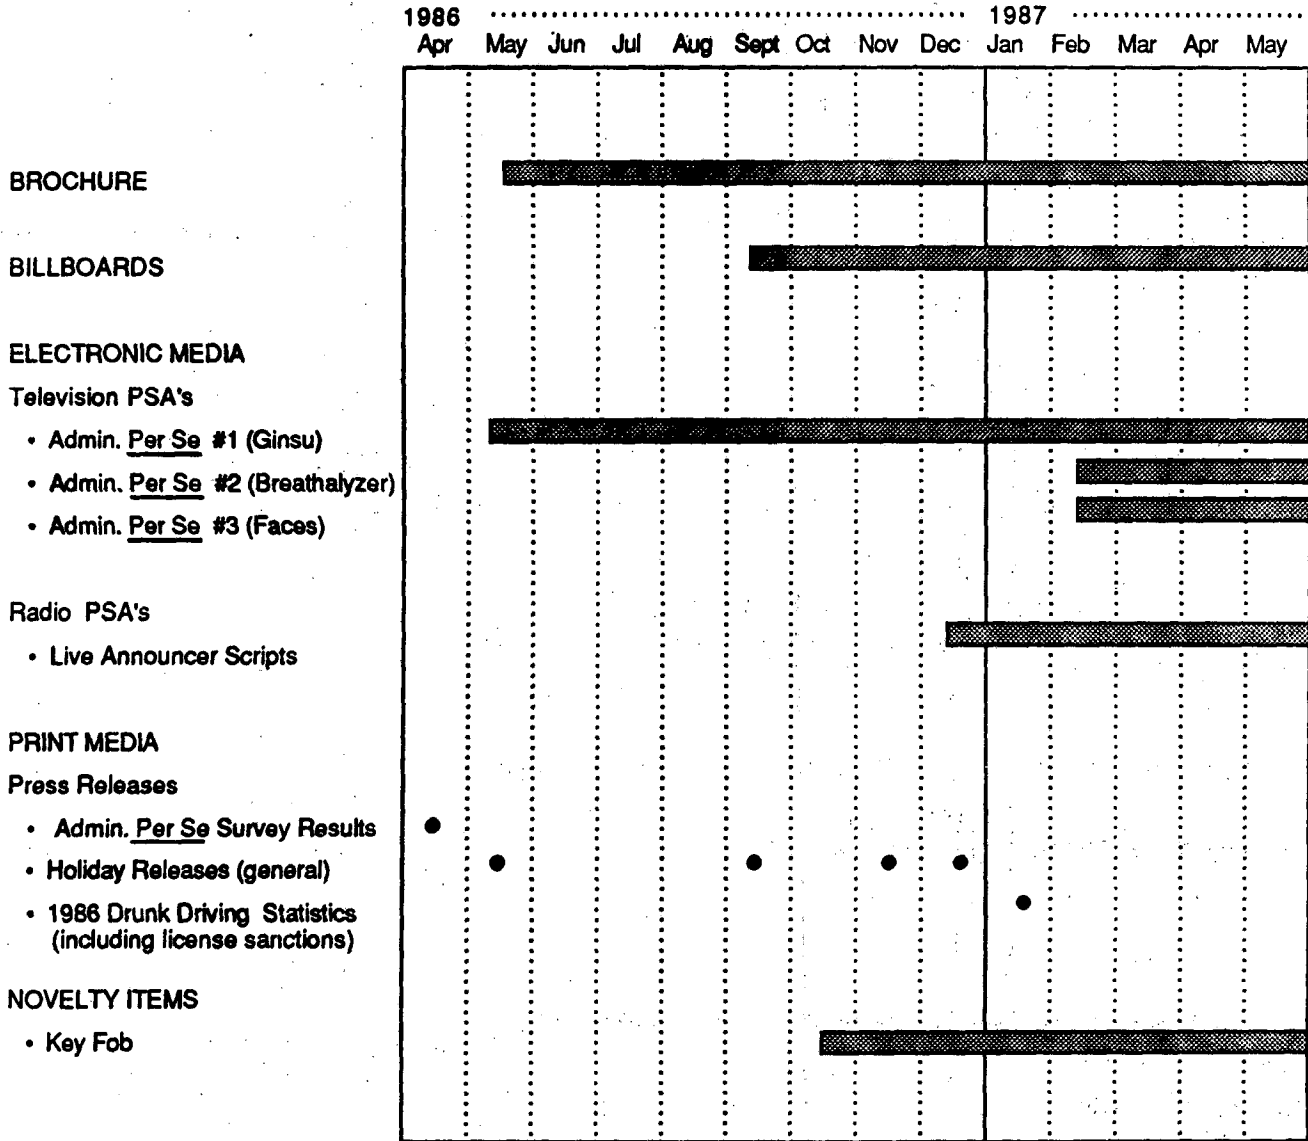 1986 1987
Apr May Jun Jul Aug Sept Oct Nov Dec Jan Feb Mar Apr May
BROCHURE
BILLBOARDS
ELECTRONIC MEDIA
Television PSA's
• Admin. Per Se #1 (Ginsu)
• Admin. Per Se #2 (Breathalyzer)
• Admin. Per Se #3 (Faces)
Radio PSA's
• Live Announcer Scripts
PRINT MEDIA
Press Releases
• Admin. Per Se Survey Results
• Holiday Releases (general)
• 1986 Drunk Driving Statistics
(including license sanctions)
NOVELTY ITEMS
• Key Fob